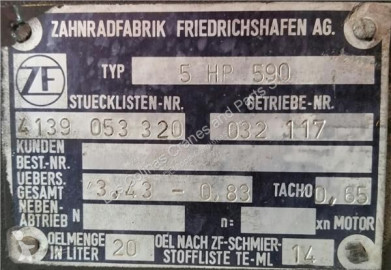 ZAHNRADFABRIK FRIEDRICHSHAFEN AG.
ZF
TYP 5 HP 590
STUECKLISTEN-NR. GETRIEBE-NR.
4139 053 320 032 117
KUNDEN
BEST-NR.
UEBERS.
GESAMT 3,43 - 0,83 TACHO 0,65
NEBEN-
ABTRIEB N n: xn MOTOR
OELMENGE
IN LITER 20 OEL NACH ZF-SCHMIER-
STOFFLISTE TE-ML 14